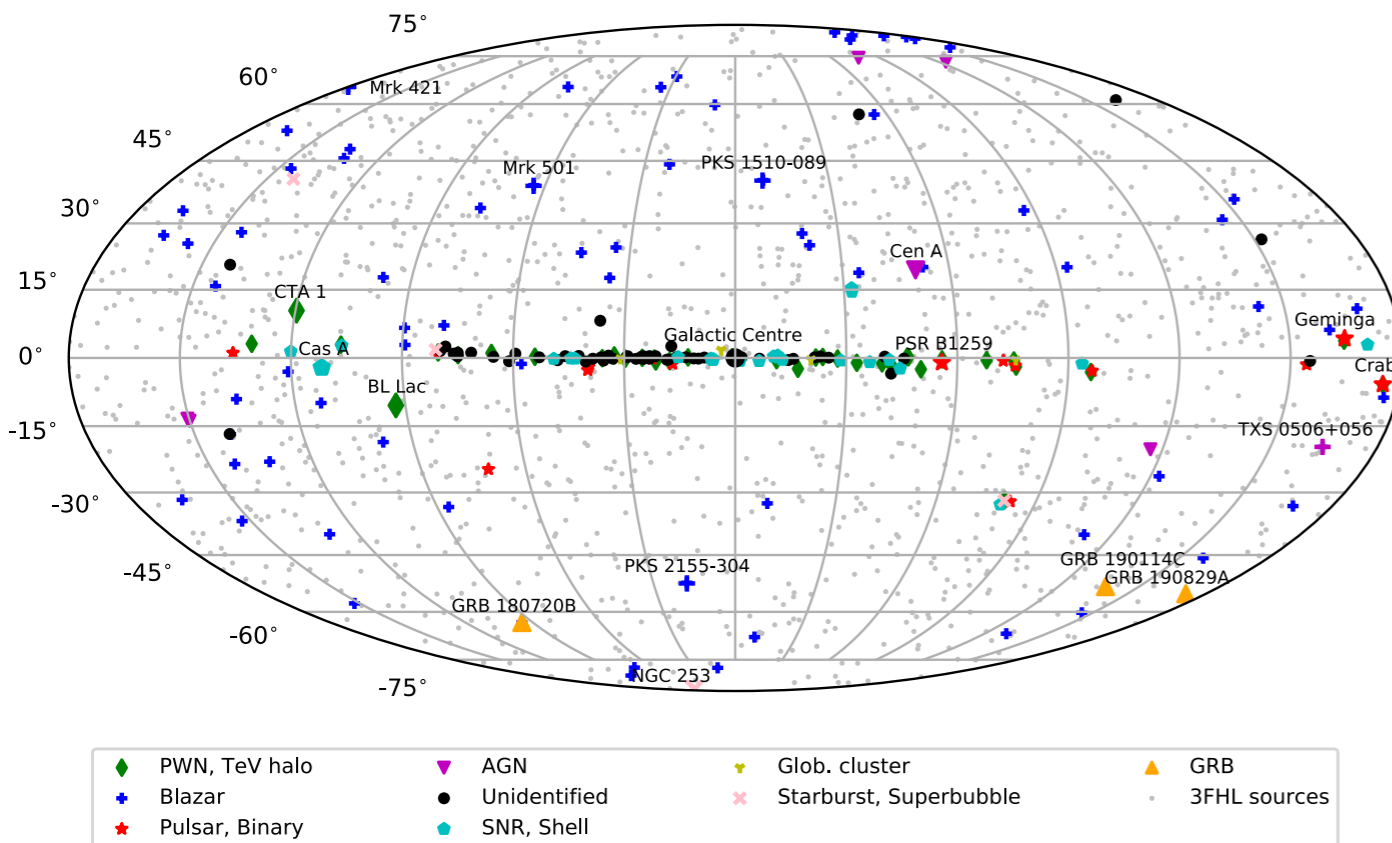 75°
60°
Mrk 421
45°
Mrk 501
PKS 1510-089
30°
Cen A
15°
CTA 1
Geminga
Galactic Centre
PSR B1259
Cas A
0°
Crab
BL Lac
-15°
TXS 0506+056
-30°
GRB 190114C
PKS 2155-304
-45°
GRB 190829A
GRB 180720B
-60°
NGC 253
-75°
PWN, TeV halo
AGN
Glob. cluster
GRB
Blazar
Unidentified
Starburst, Superbubble
3FHL sources
Pulsar, Binary
SNR, Shell